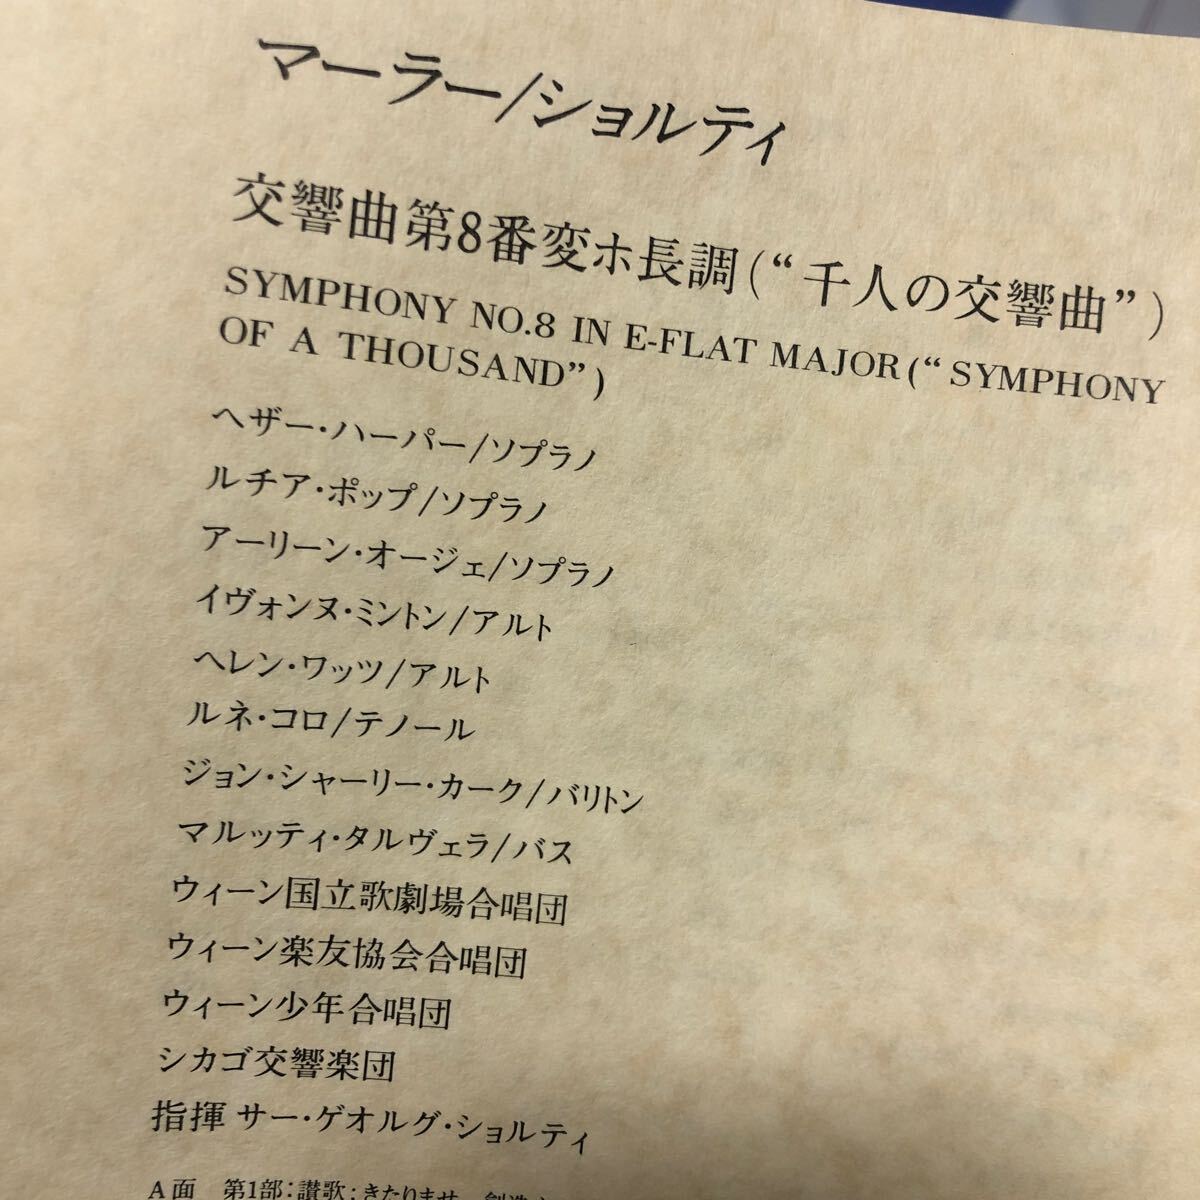 マーラー/ショルティ
交響曲第8番変ホ長調(“千人の交響曲”)
SYMPHONY NO.8 IN E-FLAT MAJOR(“SYMPHONY
OF A THOUSAND”)
ヘザー・ハーパー/ソプラノ
ルチア・ポップ/ソプラノ
アーリーン・オージェ/ソプラノ
イヴォンヌ・ミントン/アルト
ヘレン・ワッツ/アルト
ルネ・コロ/テノール
ジョン・シャーリー・カーク/バリトン
マルッティ・タルヴェラ/バス
ウィーン国立歌劇場合唱団
ウィーン楽友協会合唱団
ウィーン少年合唱団
シカゴ交響楽団
指揮 サー・ゲオルグ・ショルティ
A面 第1部:讃歌:きたりませ、創造